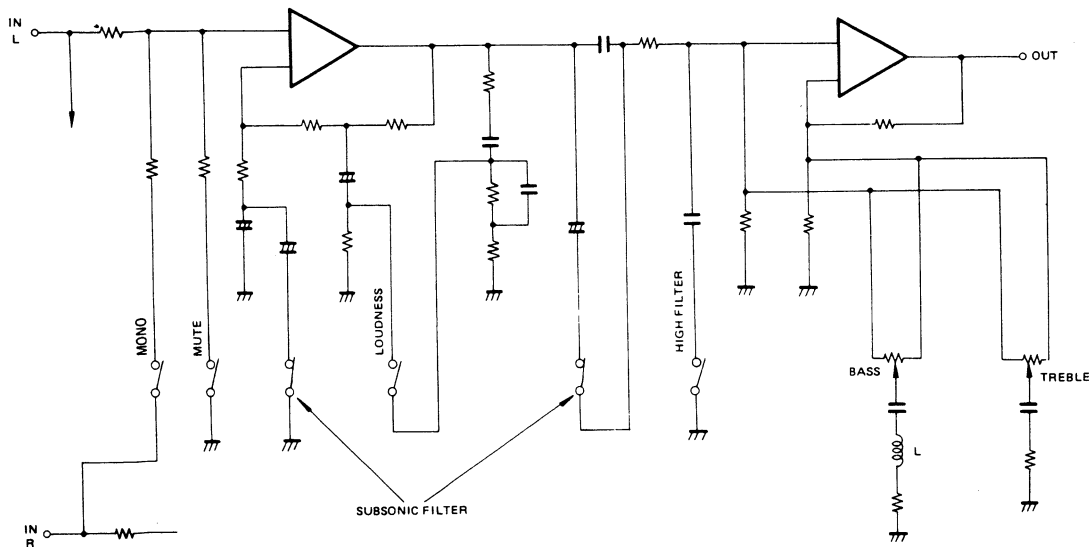 IN
L
OUT
MONO
MUTE
LOUDNESS
HIGH FILTER
BASS
TREBLE
L
SUBSONIC FILTER
IN
R